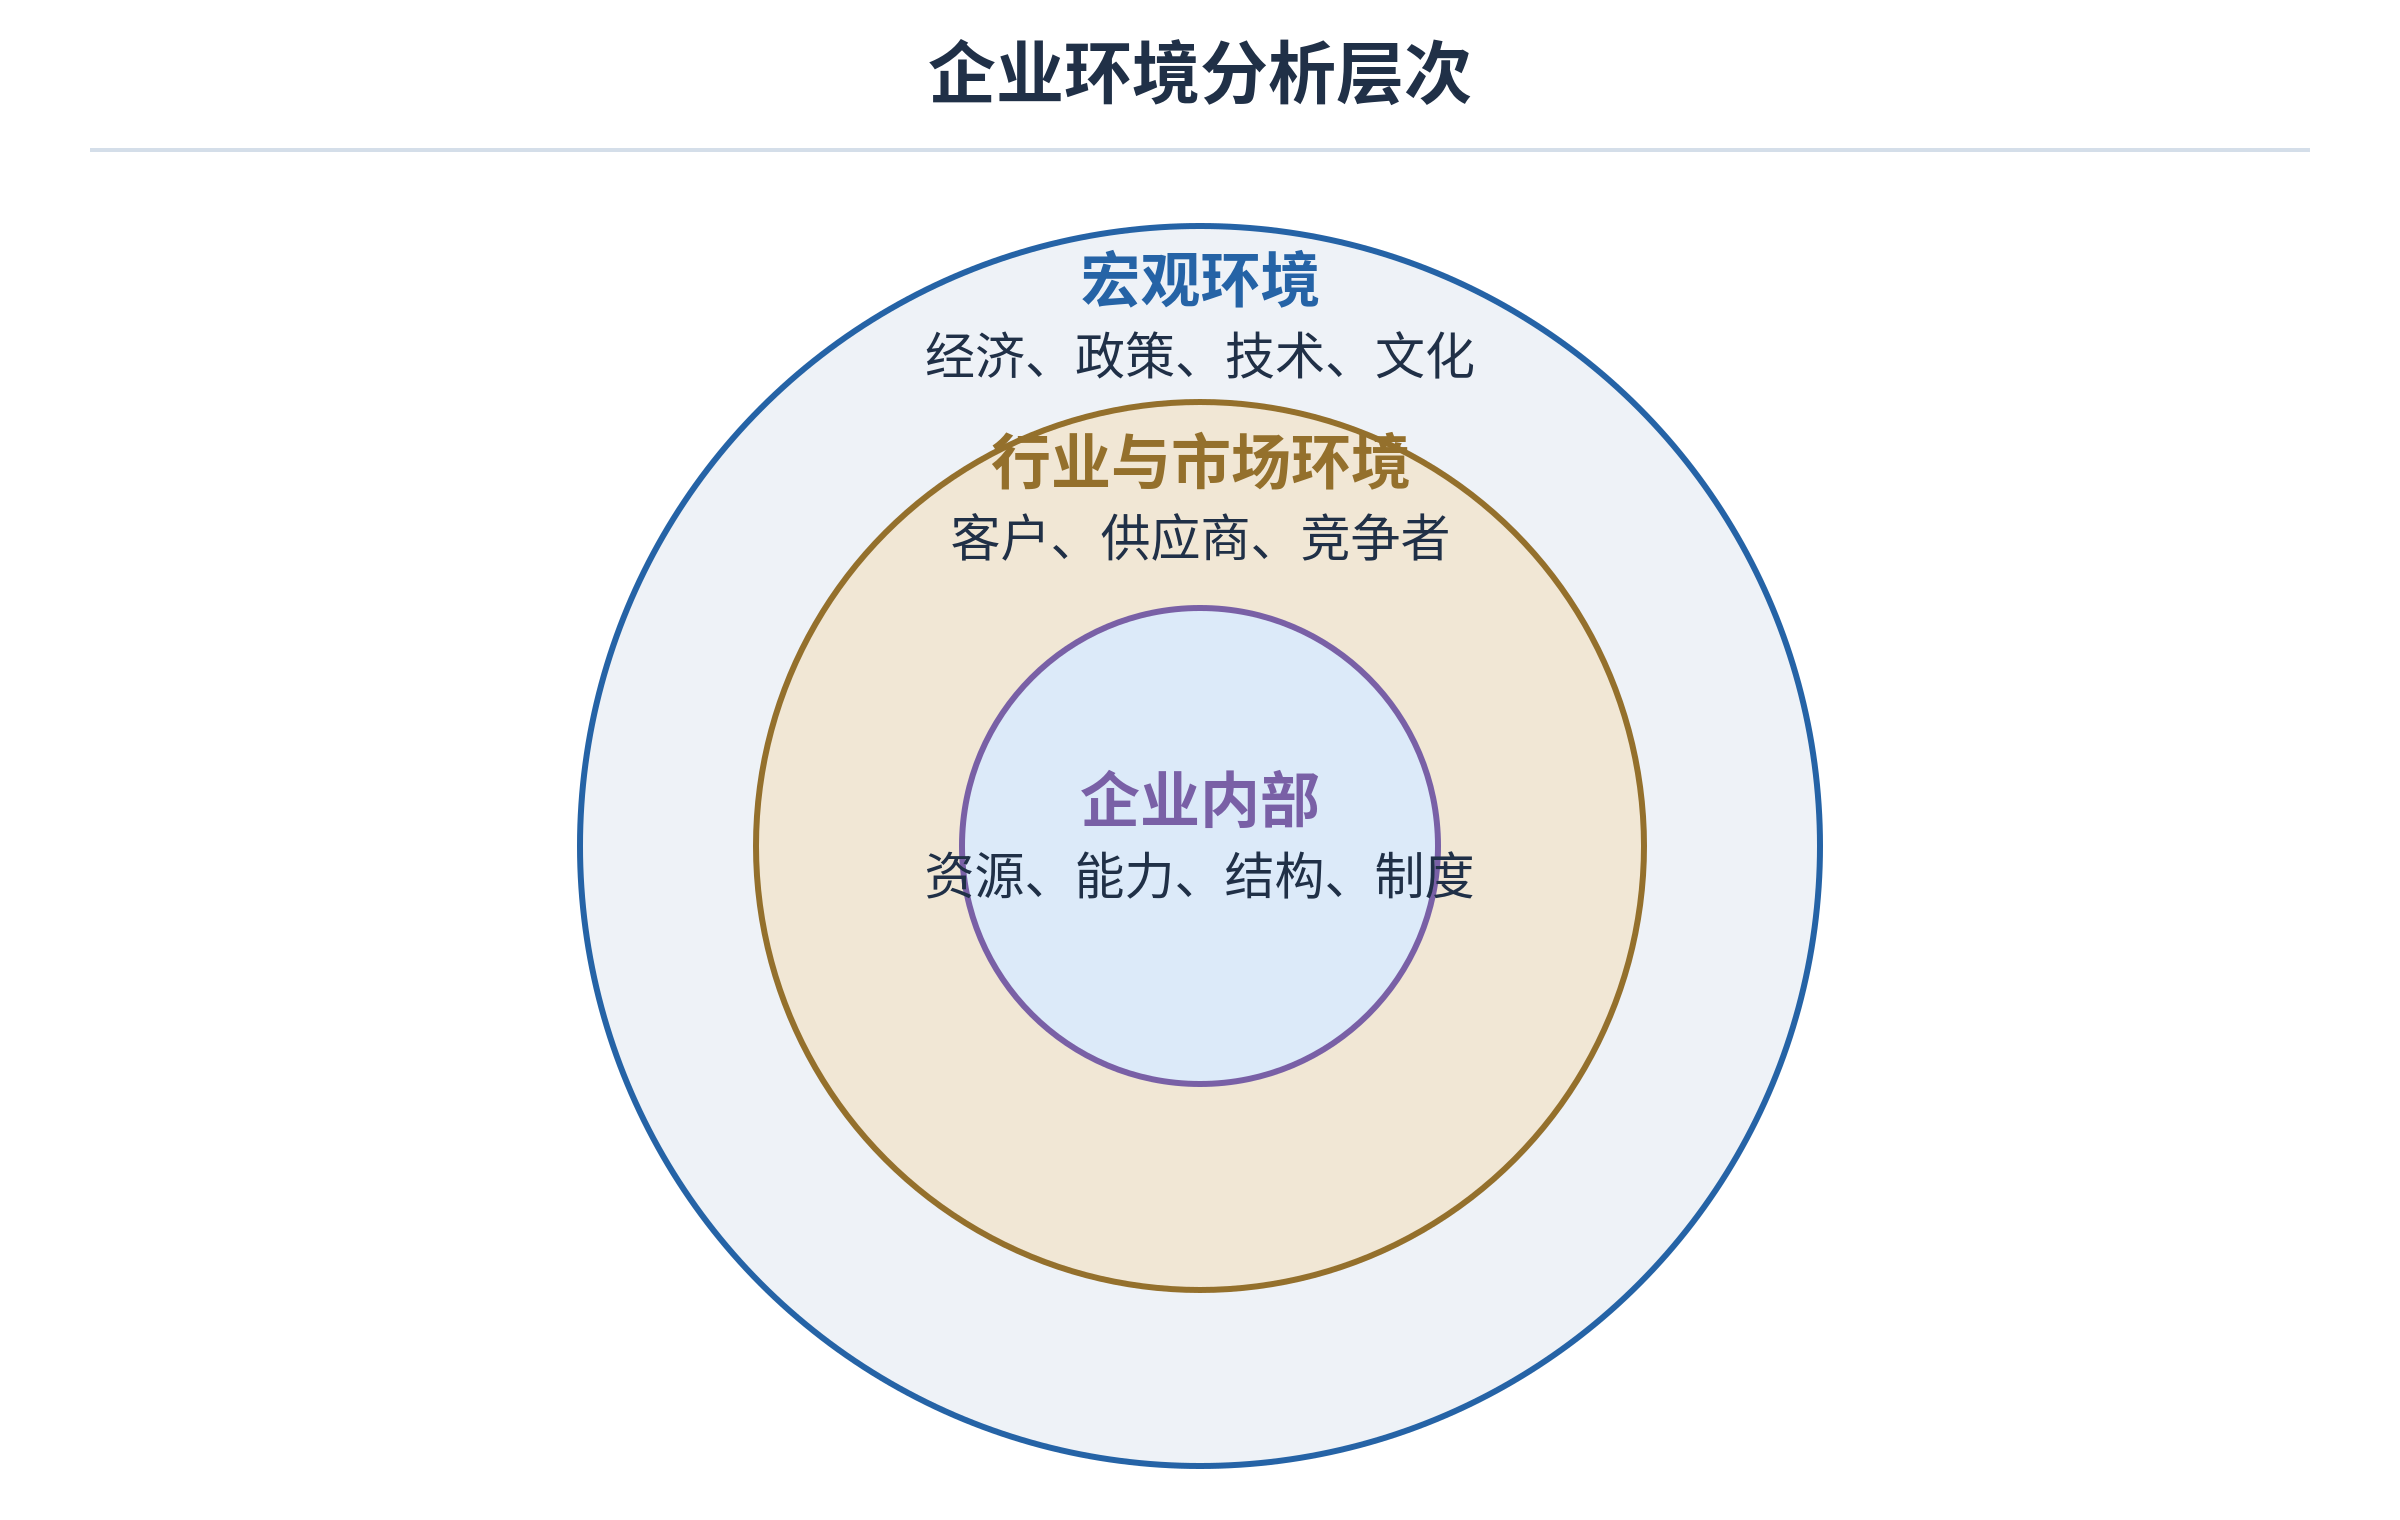 企业环境分析层次
宏观环境
经济、政策、技术、文化
行业与市场环境
客户、供应商、竞争者
企业内部
资源、能力、结构、制度